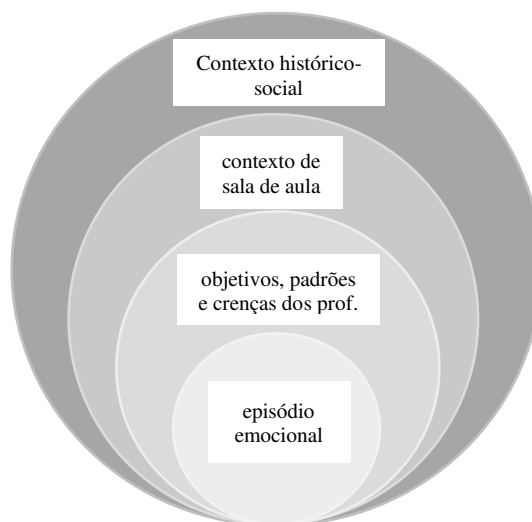 Contexto histórico-
social
contexto de
sala de aula
objetivos, padrões
e crenças dos prof.
episódio
emocional